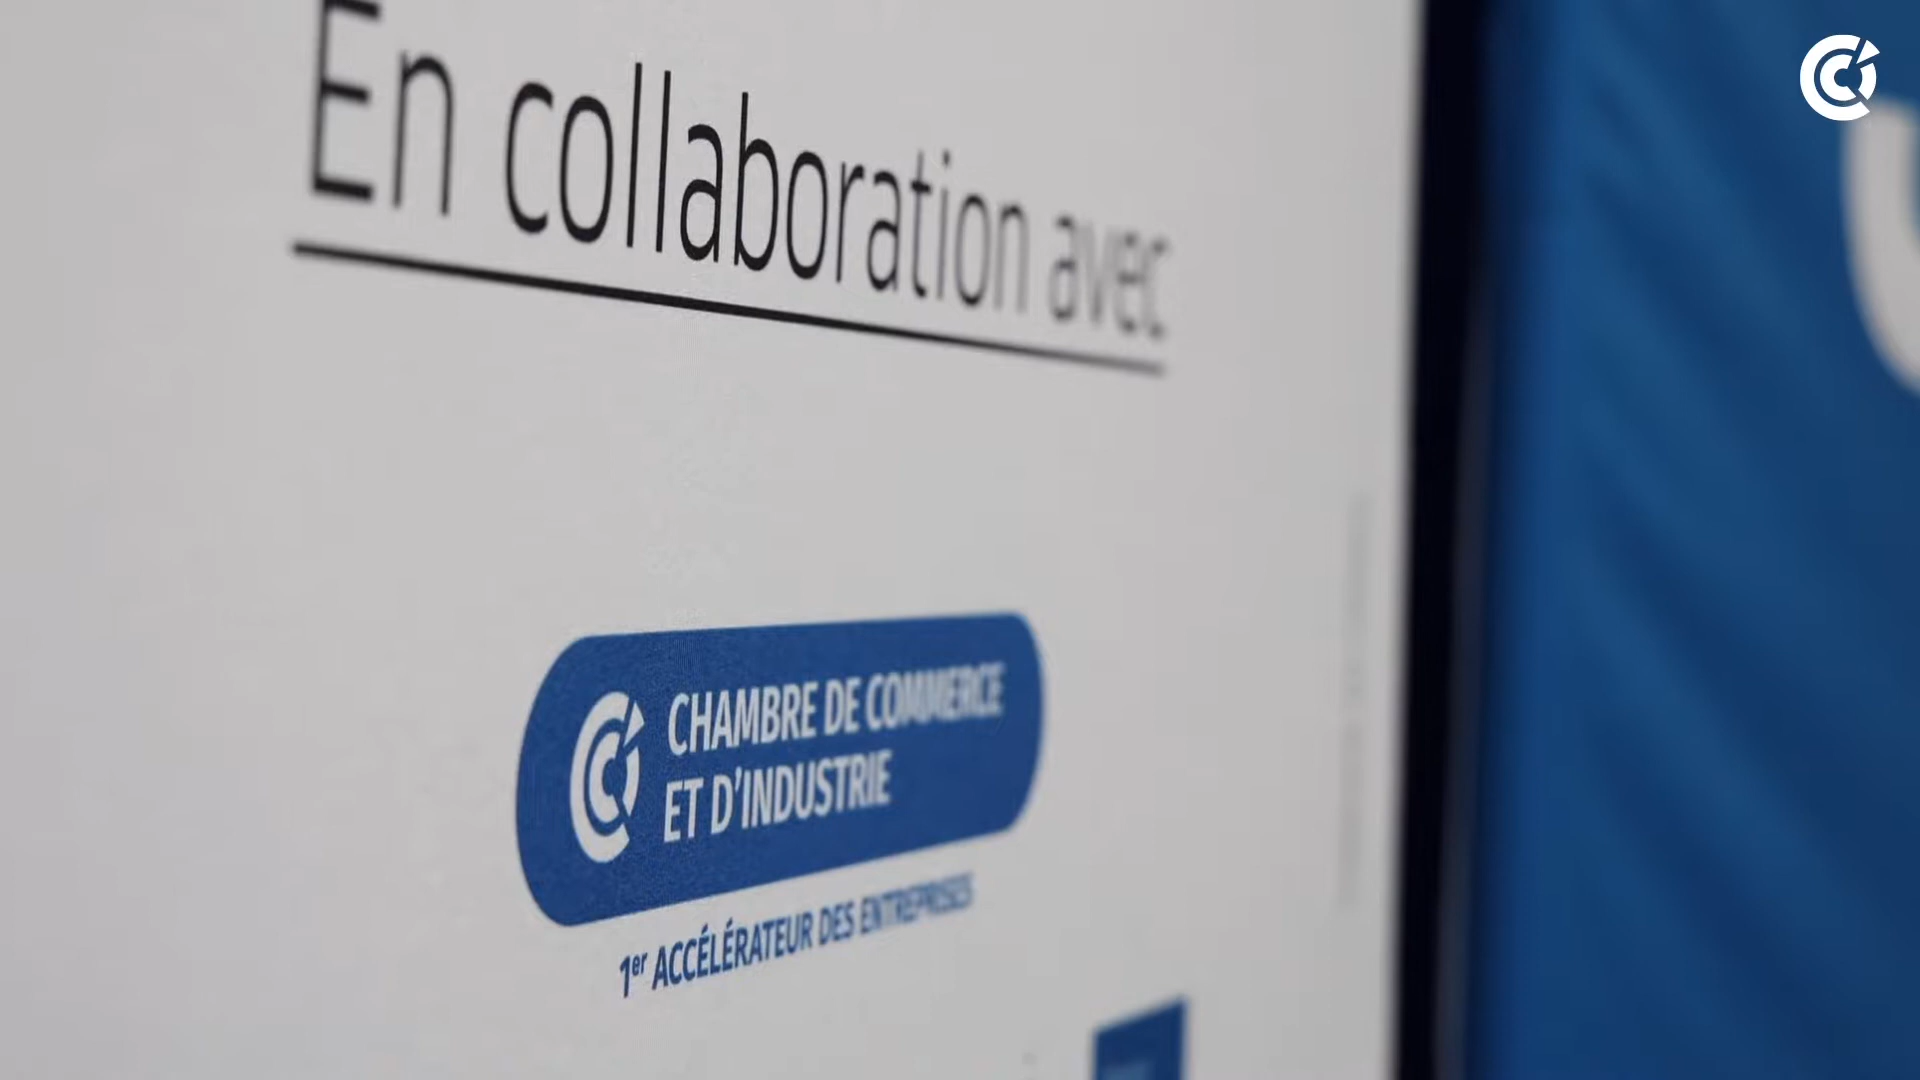 En collaboration avec
CHAMBRE DE COMMERCE
ET D'INDUSTRIE
1er ACCÉLÉRATEUR DES ENTREPRISES